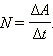 N = ΔA / Δt.